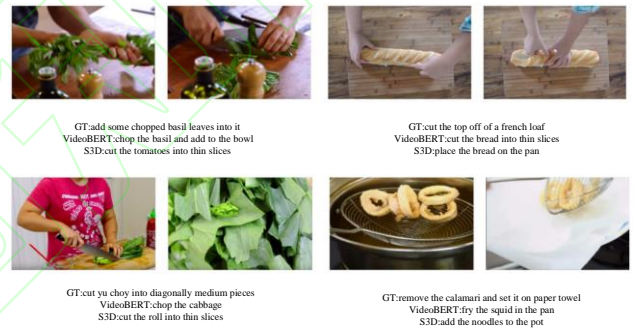 GT:add some chopped basil leaves into it
VideoBERT:chop the basil and add to the bowl
S3D:cut the tomatoes into thin slices
GT:cut the top off of a french loaf
VideoBERT:cut the bread into thin slices
S3D:place the bread on the pan
GT:cut yu choy into diagonally medium pieces
VideoBERT:chop the cabbage
S3D:cut the roll into thin slices
GT:remove the calamari and set it on paper towel
VideoBERT:fry the squid in the pan
S3D:add the noodles to the pot